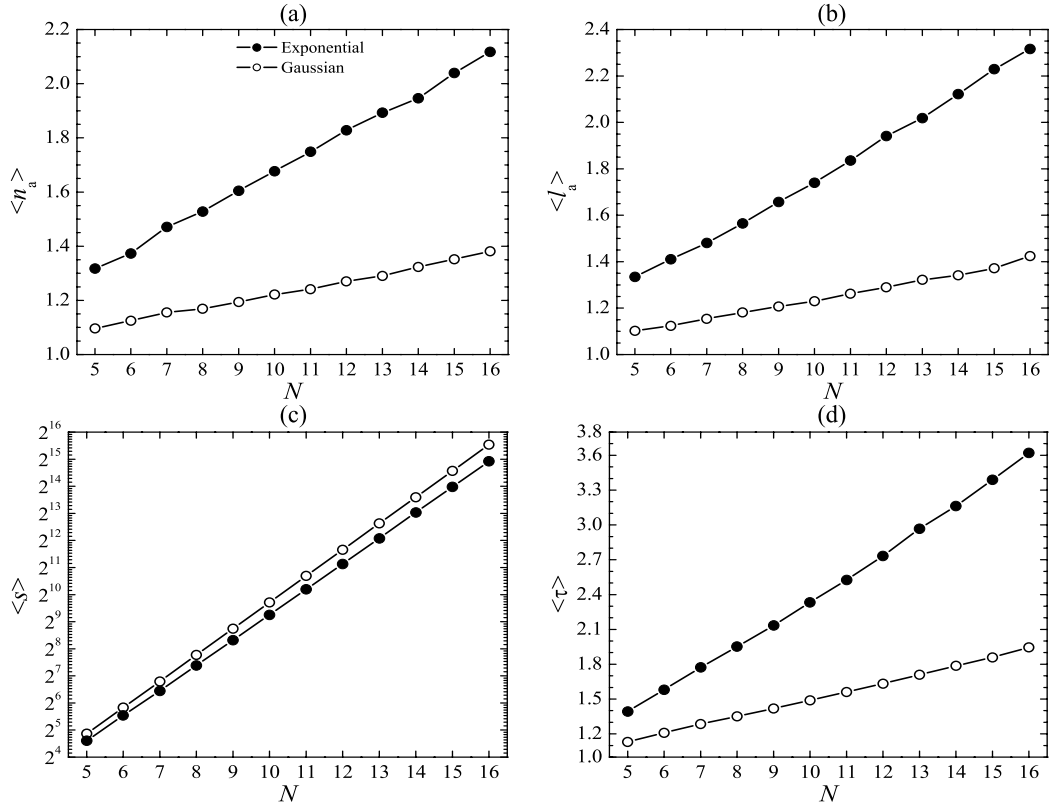 (a)
2.2
2.0
1.8
1.6
1.4
1.2
1.0
<n_a>
Exponential
Gaussian
5 6 7 8 9 10 11 12 13 14 15 16
N
(b)
2.4
2.2
2.0
1.8
1.6
1.4
1.2
1.0
<l_a>
5 6 7 8 9 10 11 12 13 14 15 16
N
(c)
2^16
2^15
2^14
2^13
2^12
2^11
2^10
2^9
2^8
2^7
2^6
2^5
2^4
<s>
5 6 7 8 9 10 11 12 13 14 15 16
N
(d)
3.8
3.6
3.3
3.0
2.7
2.4
2.1
1.8
1.5
1.2
1.0
<τ>
5 6 7 8 9 10 11 12 13 14 15 16
N